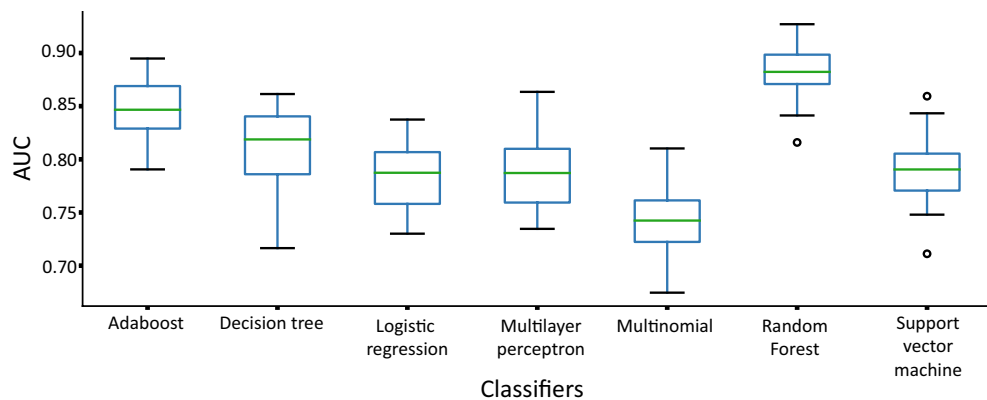 0.90
0.85
0.80
0.75
0.70
AUC
Adaboost
Decision tree
Logistic
regression
Multilayer
perceptron
Multinomial
Random
Forest
Support
vector
machine
Classifiers